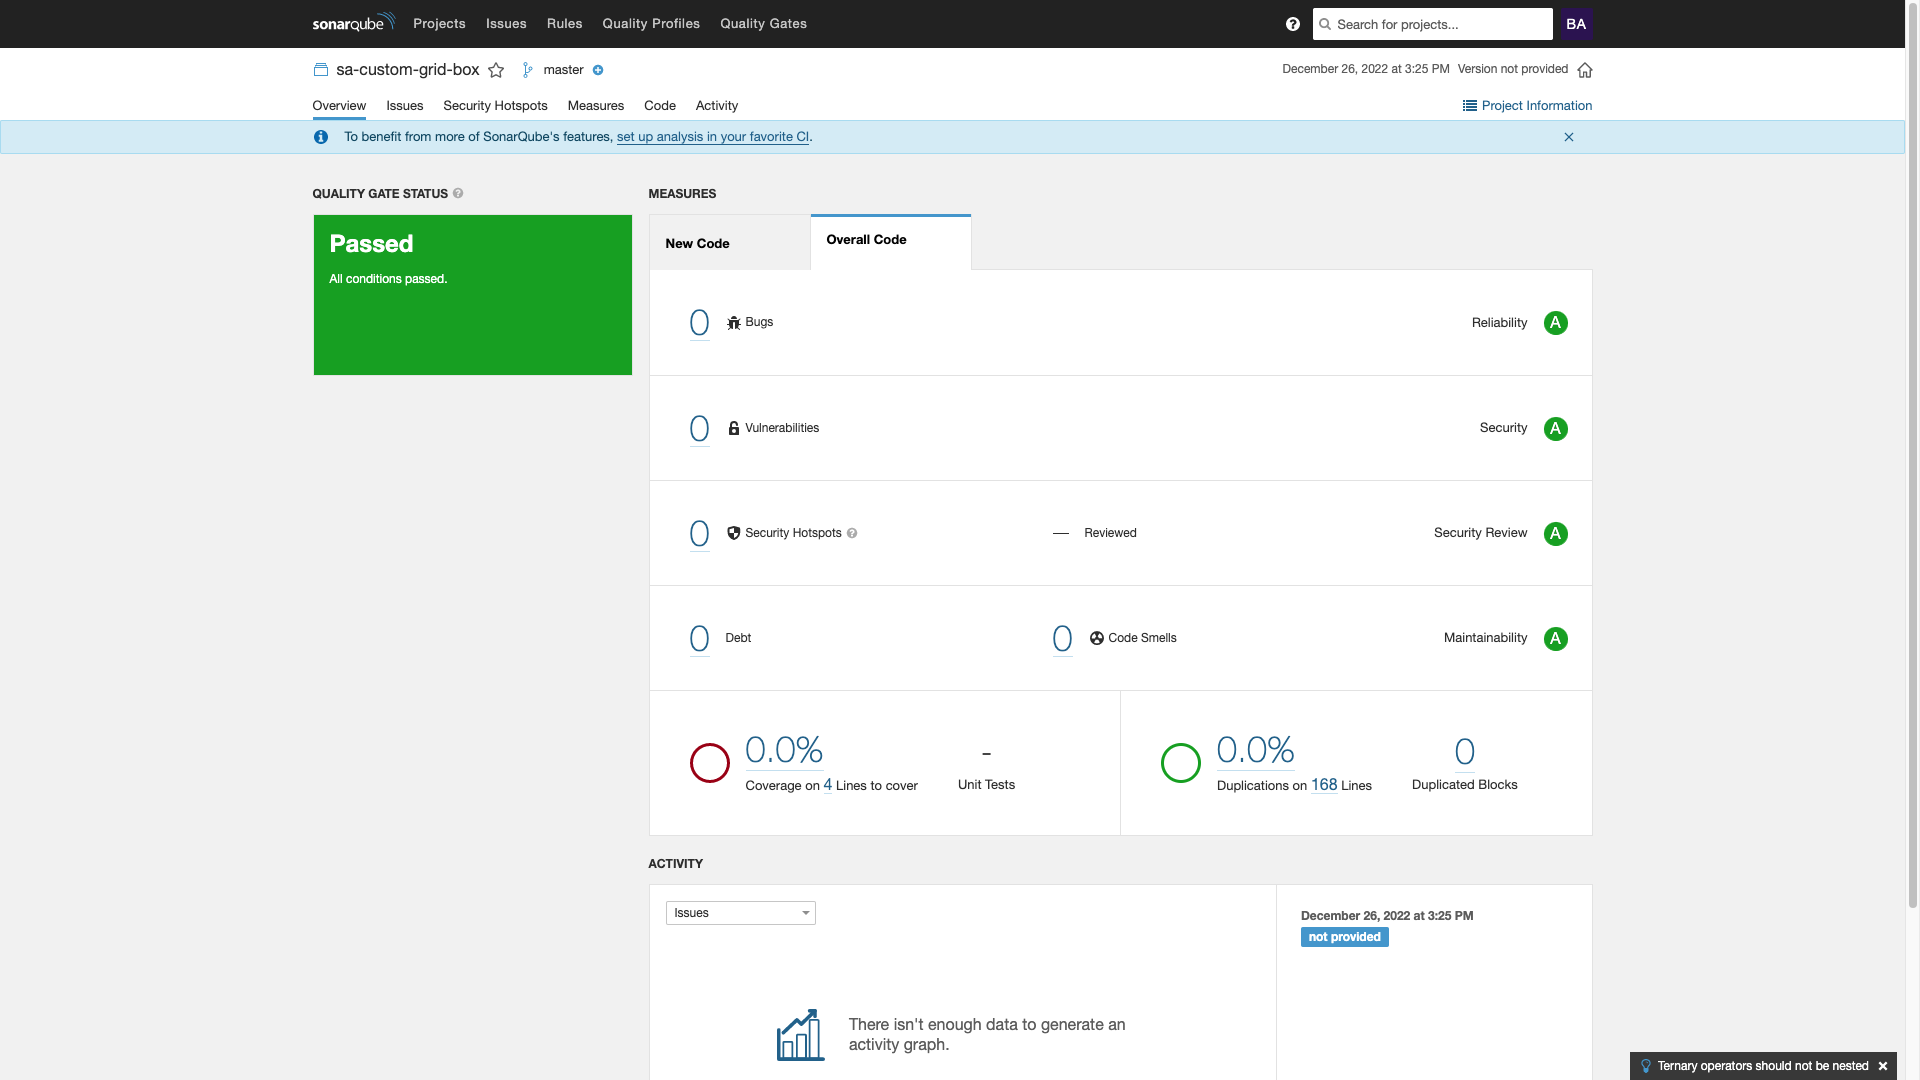 sonarqube Projects Issues Rules Quality Profiles Quality Gates Search for projects... BA
sa-custom-grid-box master December 26, 2022 at 3:25 PM Version not provided
Overview Issues Security Hotspots Measures Code Activity Project Information
To benefit from more of SonarQube's features, set up analysis in your favorite CI.
QUALITY GATE STATUS
Passed
All conditions passed.
MEASURES
New Code Overall Code
0 Bugs Reliability A
0 Vulnerabilities Security A
0 Security Hotspots — Reviewed Security Review A
0 Debt 0 Code Smells Maintainability A
0.0% - 0.0% 0
Coverage on 4 Lines to cover Unit Tests Duplications on 168 Lines Duplicated Blocks
ACTIVITY
Issues
December 26, 2022 at 3:25 PM
not provided
There isn't enough data to generate an
activity graph.
Ternary operators should not be nested